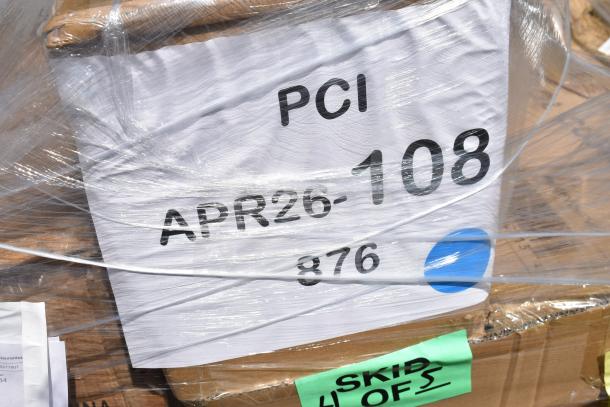 PCI
APR26-108
876
SKID
4 OF 5